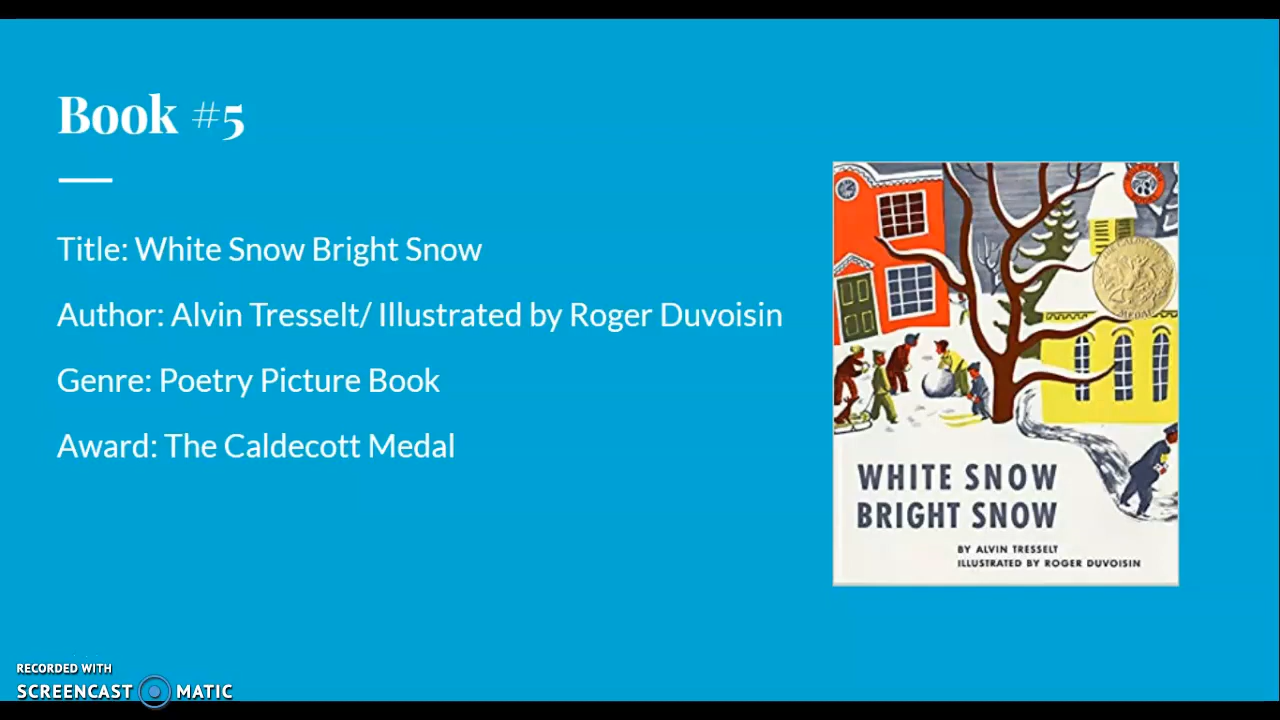 Book #5
Title: White Snow Bright Snow
Author: Alvin Tresselt/ Illustrated by Roger Duvoisin
Genre: Poetry Picture Book
Award: The Caldecott Medal
WHITE SNOW
BRIGHT SNOW
BY ALVIN TRESSELT
ILLUSTRATED BY ROGER DUVOISIN
RECORDED WITH
SCREENCAST MATIC